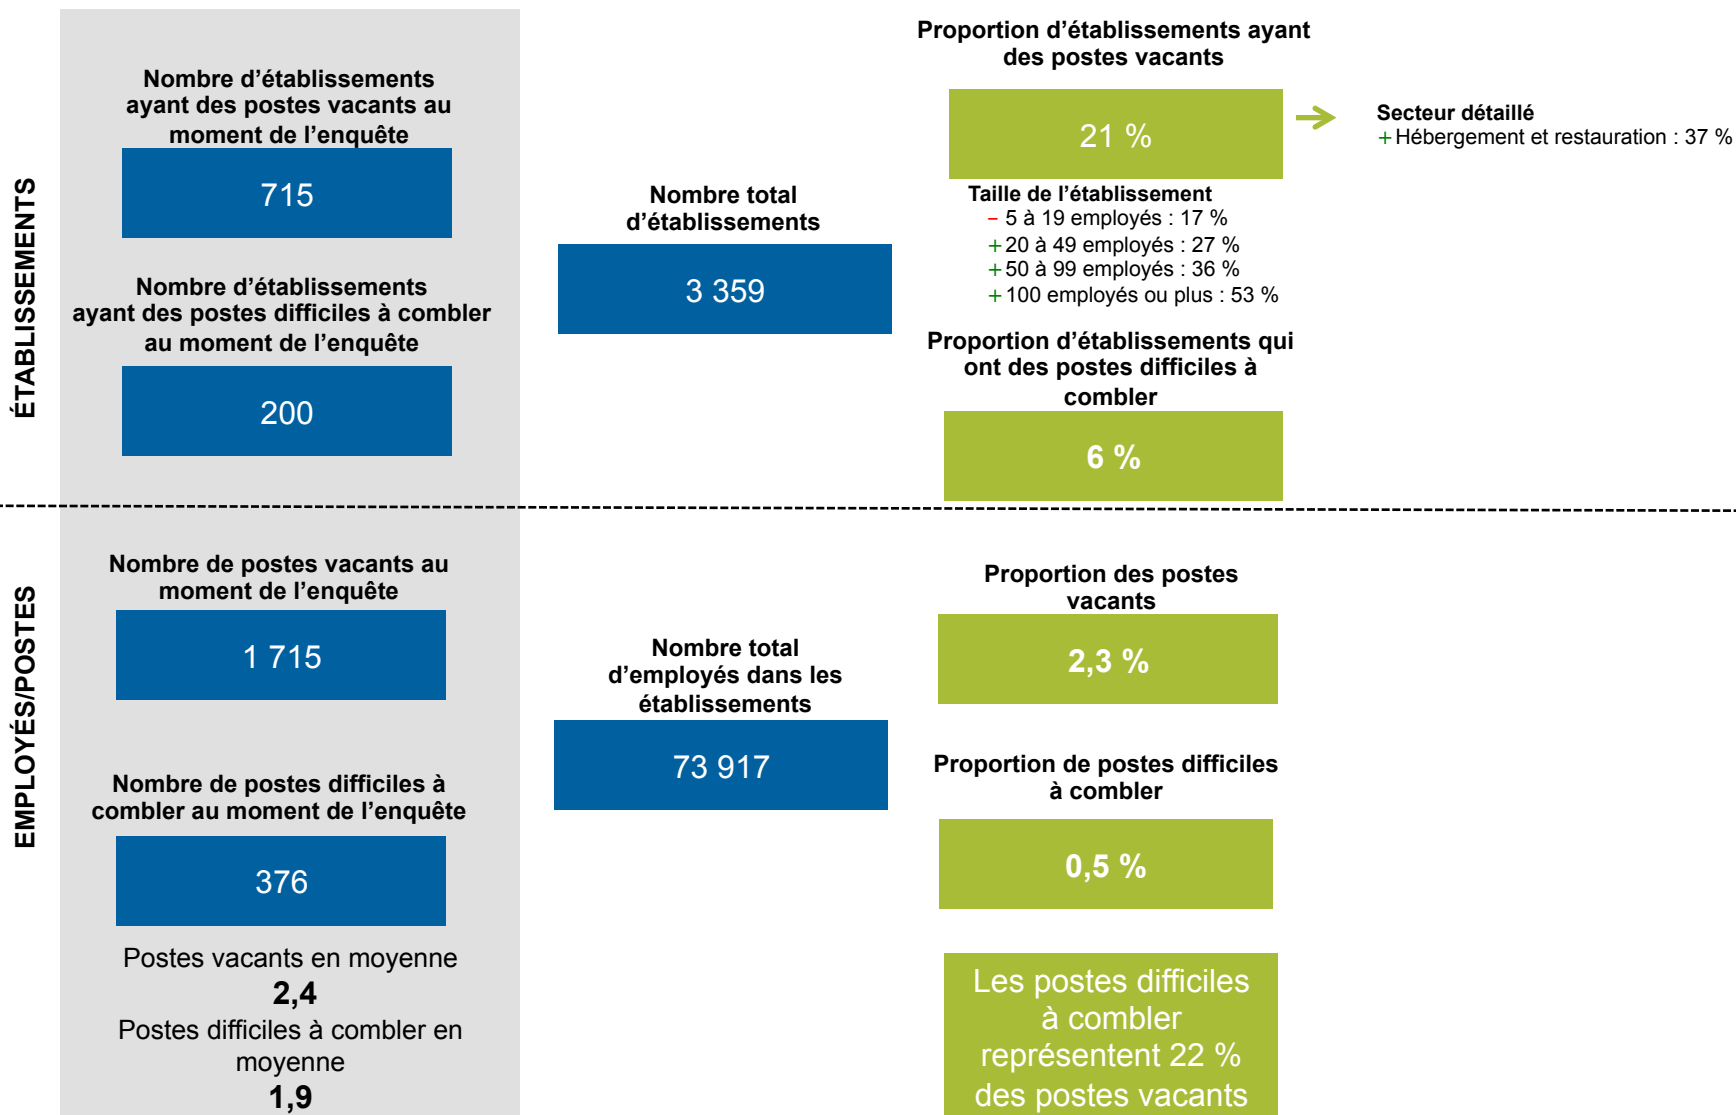 ÉTABLISSEMENTS
Nombre d’établissements
ayant des postes vacants au
moment de l’enquête
715
Nombre d’établissements
ayant des postes difficiles à combler
au moment de l’enquête
200
Nombre total
d’établissements
3 359
Proportion d’établissements ayant
des postes vacants
21 %
Secteur détaillé
+ Hébergement et restauration : 37 %
Taille de l’établissement
– 5 à 19 employés : 17 %
+ 20 à 49 employés : 27 %
+ 50 à 99 employés : 36 %
+ 100 employés ou plus : 53 %
Proportion d’établissements qui
ont des postes difficiles à
combler
6 %
EMPLOYÉS/POSTES
Nombre de postes vacants au
moment de l’enquête
1 715
Nombre de postes difficiles à
combler au moment de l’enquête
376
Postes vacants en moyenne
2,4
Postes difficiles à combler en
moyenne
1,9
Nombre total
d’employés dans les
établissements
73 917
Proportion des postes
vacants
2,3 %
Proportion de postes difficiles
à combler
0,5 %
Les postes difficiles
à combler
représentent 22 %
des postes vacants